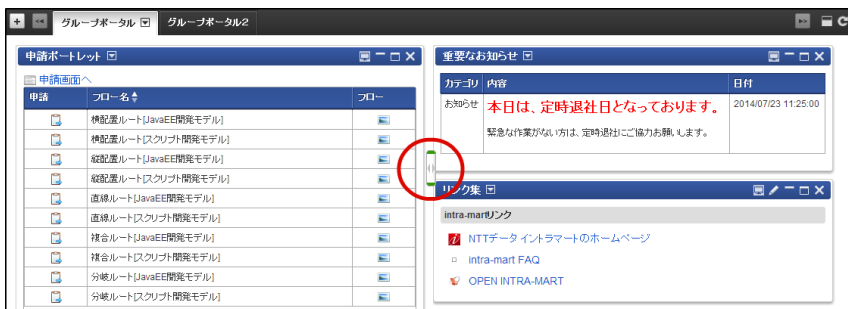 グループポータル
グループポータル2
申請ポートレット
申請画面へ
申請 フロー名 フロー
横配置ルート[JavaEE開発モデル]
横配置ルート[スクリプト開発モデル]
縦配置ルート[JavaEE開発モデル]
縦配置ルート[スクリプト開発モデル]
直線ルート[JavaEE開発モデル]
直線ルート[スクリプト開発モデル]
複合ルート[JavaEE開発モデル]
複合ルート[スクリプト開発モデル]
分岐ルート[JavaEE開発モデル]
分岐ルート[スクリプト開発モデル]
重要なお知らせ
カテゴリ 内容 日付
お知らせ 本日は、定時退社日となっております。 2014/07/23 11:25:00
緊急な作業がない方は、定時退社にご協力お願いします。
リンク集
intra-martリンク
NTTデータ イントラマートのホームページ
intra-mart FAQ
OPEN INTRA-MART